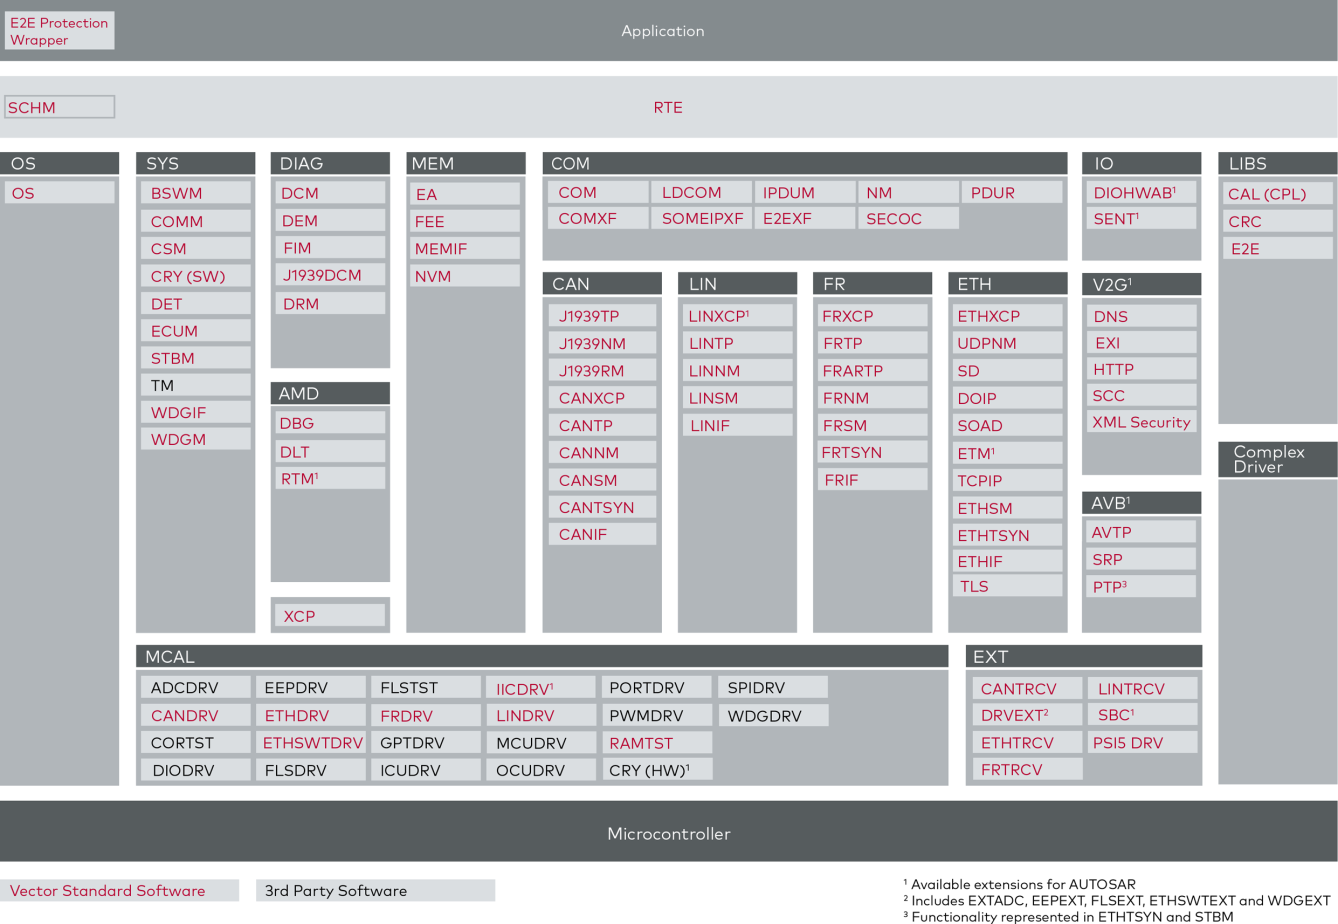 E2E Protection
Wrapper
Application
SCHM
RTE
OS
OS
SYS
BSWM
COMM
CSM
CRY (SW)
DET
ECUM
STBM
TM
WDGIF
WDGM
DIAG
DCM
DEM
FIM
J1939DCM
DRM
AMD
DBG
DLT
RTM¹
XCP
MEM
EA
FEE
MEMIF
NVM
COM
COM LDCOM IPDUM NM PDUR
COMXF SOMEIPXF E2EXF SECOC
CAN
J1939TP
J1939NM
J1939RM
CANXCP
CANTP
CANNM
CANSM
CANTSYN
CANIF
LIN
LINXCP¹
LINTP
LINNM
LINSM
LINIF
FR
FRXCP
FRTP
FRARTP
FRNM
FRSM
FRTSYN
FRIF
ETH
ETHXCP
UDPNM
SD
DOIP
SOAD
ETM¹
TCPIP
ETHSM
ETHTSYN
ETHIF
TLS
IO
DIOHWAB¹
SENT¹
V2G¹
DNS
EXI
HTTP
SCC
XML Security
AVB¹
AVTP
SRP
PTP³
LIBS
CAL (CPL)
CRC
E2E
Complex
Driver
MCAL
ADCDRV EEPDRV FLSTST IICDRV¹ PORTDRV SPIDRV
CANDRV ETHDRV FRDRV LINDRV PWMDRV WDGDRV
CORTST ETHSWTDRV GPTDRV MCUDRV RAMTST
DIODRV FLSDRV ICUDRV OCUDRV CRY (HW)¹
EXT
CANTRCV LINTRCV
DRVEXT² SBC¹
ETHTRCV PSI5 DRV
FRTRCV
Microcontroller
Vector Standard Software
3rd Party Software
¹ Available extensions for AUTOSAR
² Includes EXTADC, EEPEXT, FLSEXT, ETHSWTEXT and WDGEXT
³ Functionality represented in ETHTSYN and STBM